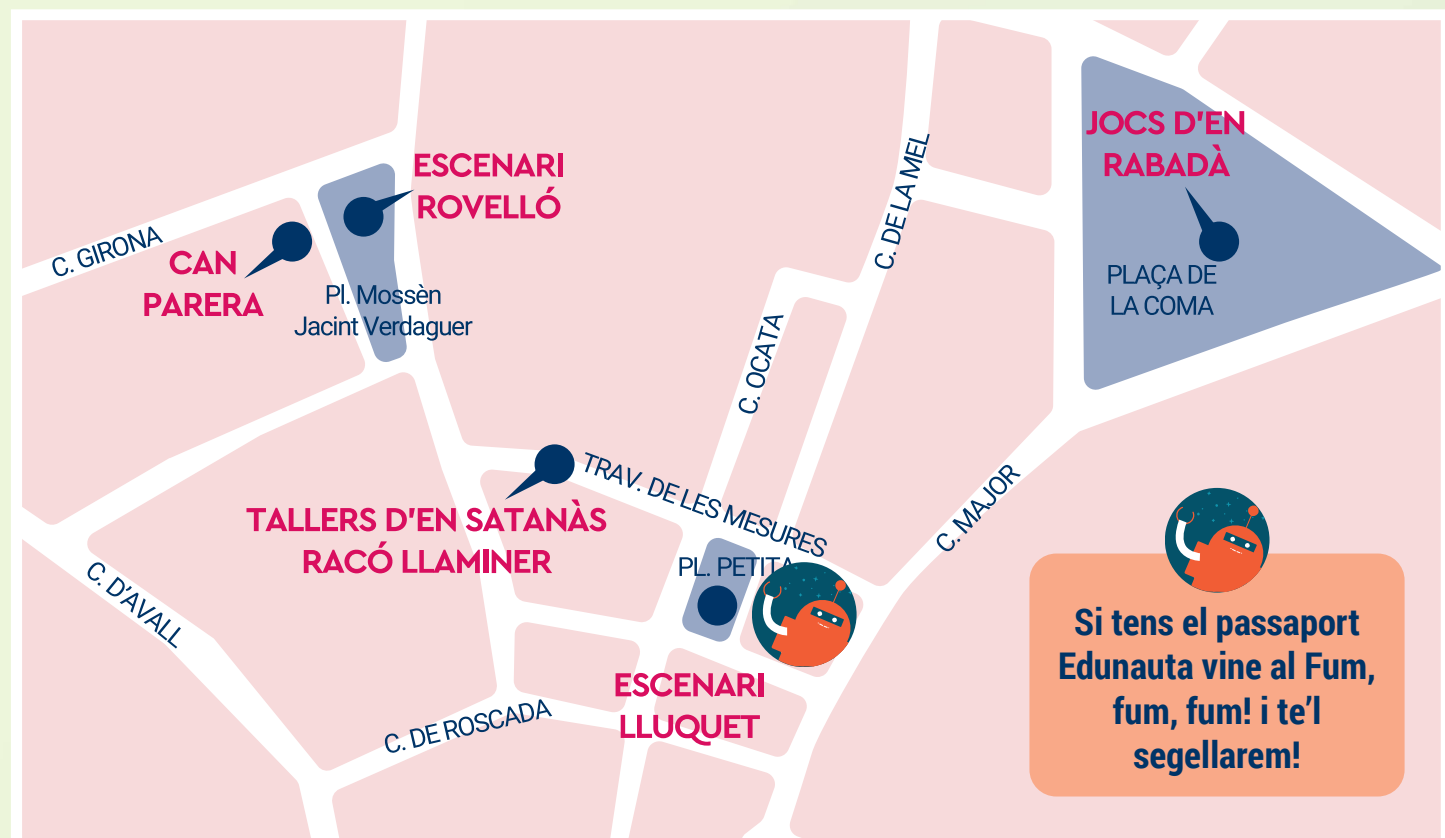 ESCENARI
ROVELLÓ
C. GIRONA
CAN
PARERA
Pl. Mossèn
Jacint Verdaguer
C. DE LA MEL
JOCS D'EN
RABADÀ
PLAÇA DE
LA COMA
C. OCATA
TRAV. DE LES MESURES
TALLERS D'EN SATANÀS
RACÓ LLAMINER
C. MAJOR
PL. PETITA
C. D'AVALL
ESCENARI
LLUQUET
C. DE ROSCADA
Si tens el passaport
Edunauta vine al Fum,
fum, fum! i te'l
segellarem!